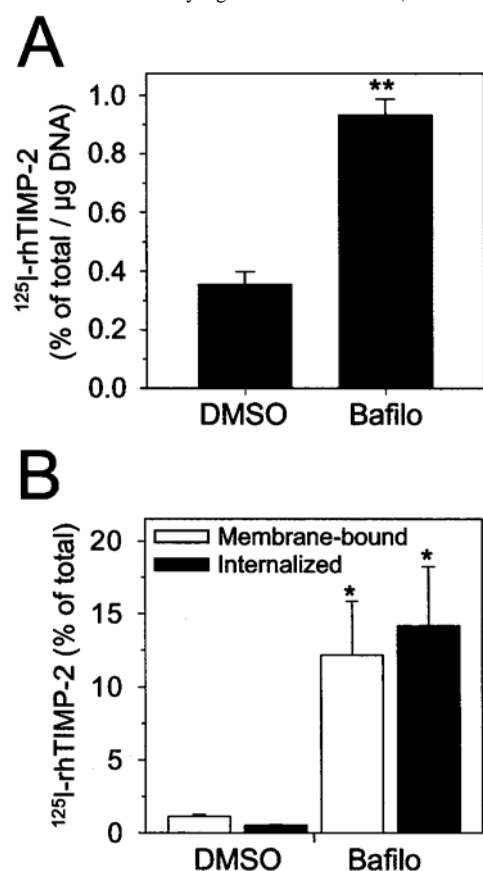 A
¹²⁵I-rhTIMP-2
(% of total / µg DNA)
1.0
0.8
0.6
0.4
0.2
0.0
**
DMSO
Bafilo
B
¹²⁵I-rhTIMP-2 (% of total)
20
15
10
5
0
Membrane-bound
Internalized
*
*
DMSO
Bafilo